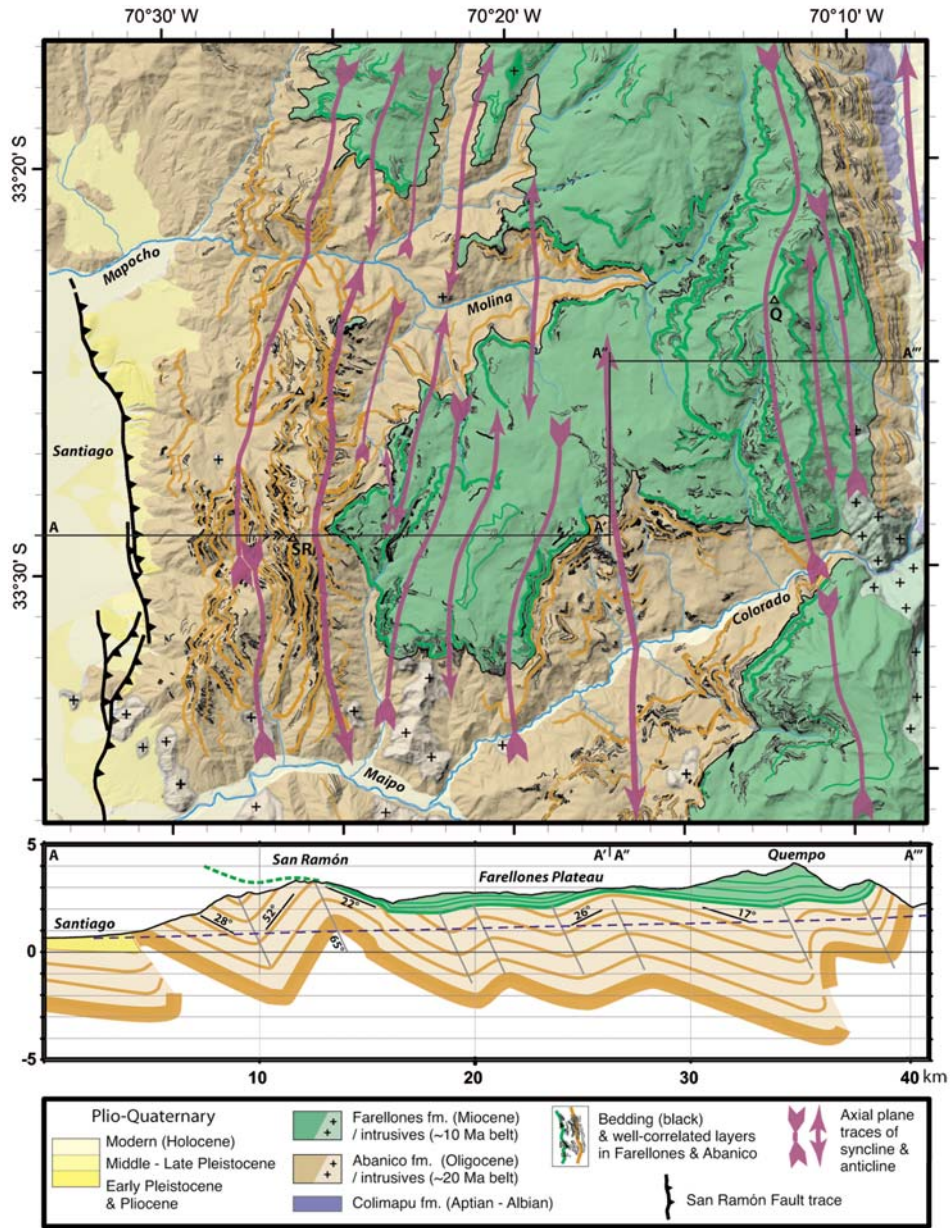 70°30' W 70°20' W 70°10' W
33°20' S
Mapocho
Molina
Q
A'' A'''
Santiago
A A'
SR
33°30' S
Colorado
Maipo
5 A San Ramón A' A'' Quempo A''' 5
Farellones Plateau
28° 52° 22° 26° 17°
Santiago
65°
0 0
-5 -5
10 20 30 40 km
Plio-Quaternary
Modern (Holocene)
Middle - Late Pleistocene
Early Pleistocene
& Pliocene
Farellones fm. (Miocene)
/ intrusives (~10 Ma belt)
Abanico fm. (Oligocene)
/ intrusives (~20 Ma belt)
Colimapu fm. (Aptian - Albian)
Bedding (black)
& well-correlated layers
in Farellones & Abanico
Axial plane
traces of
syncline &
anticline
San Ramón Fault trace